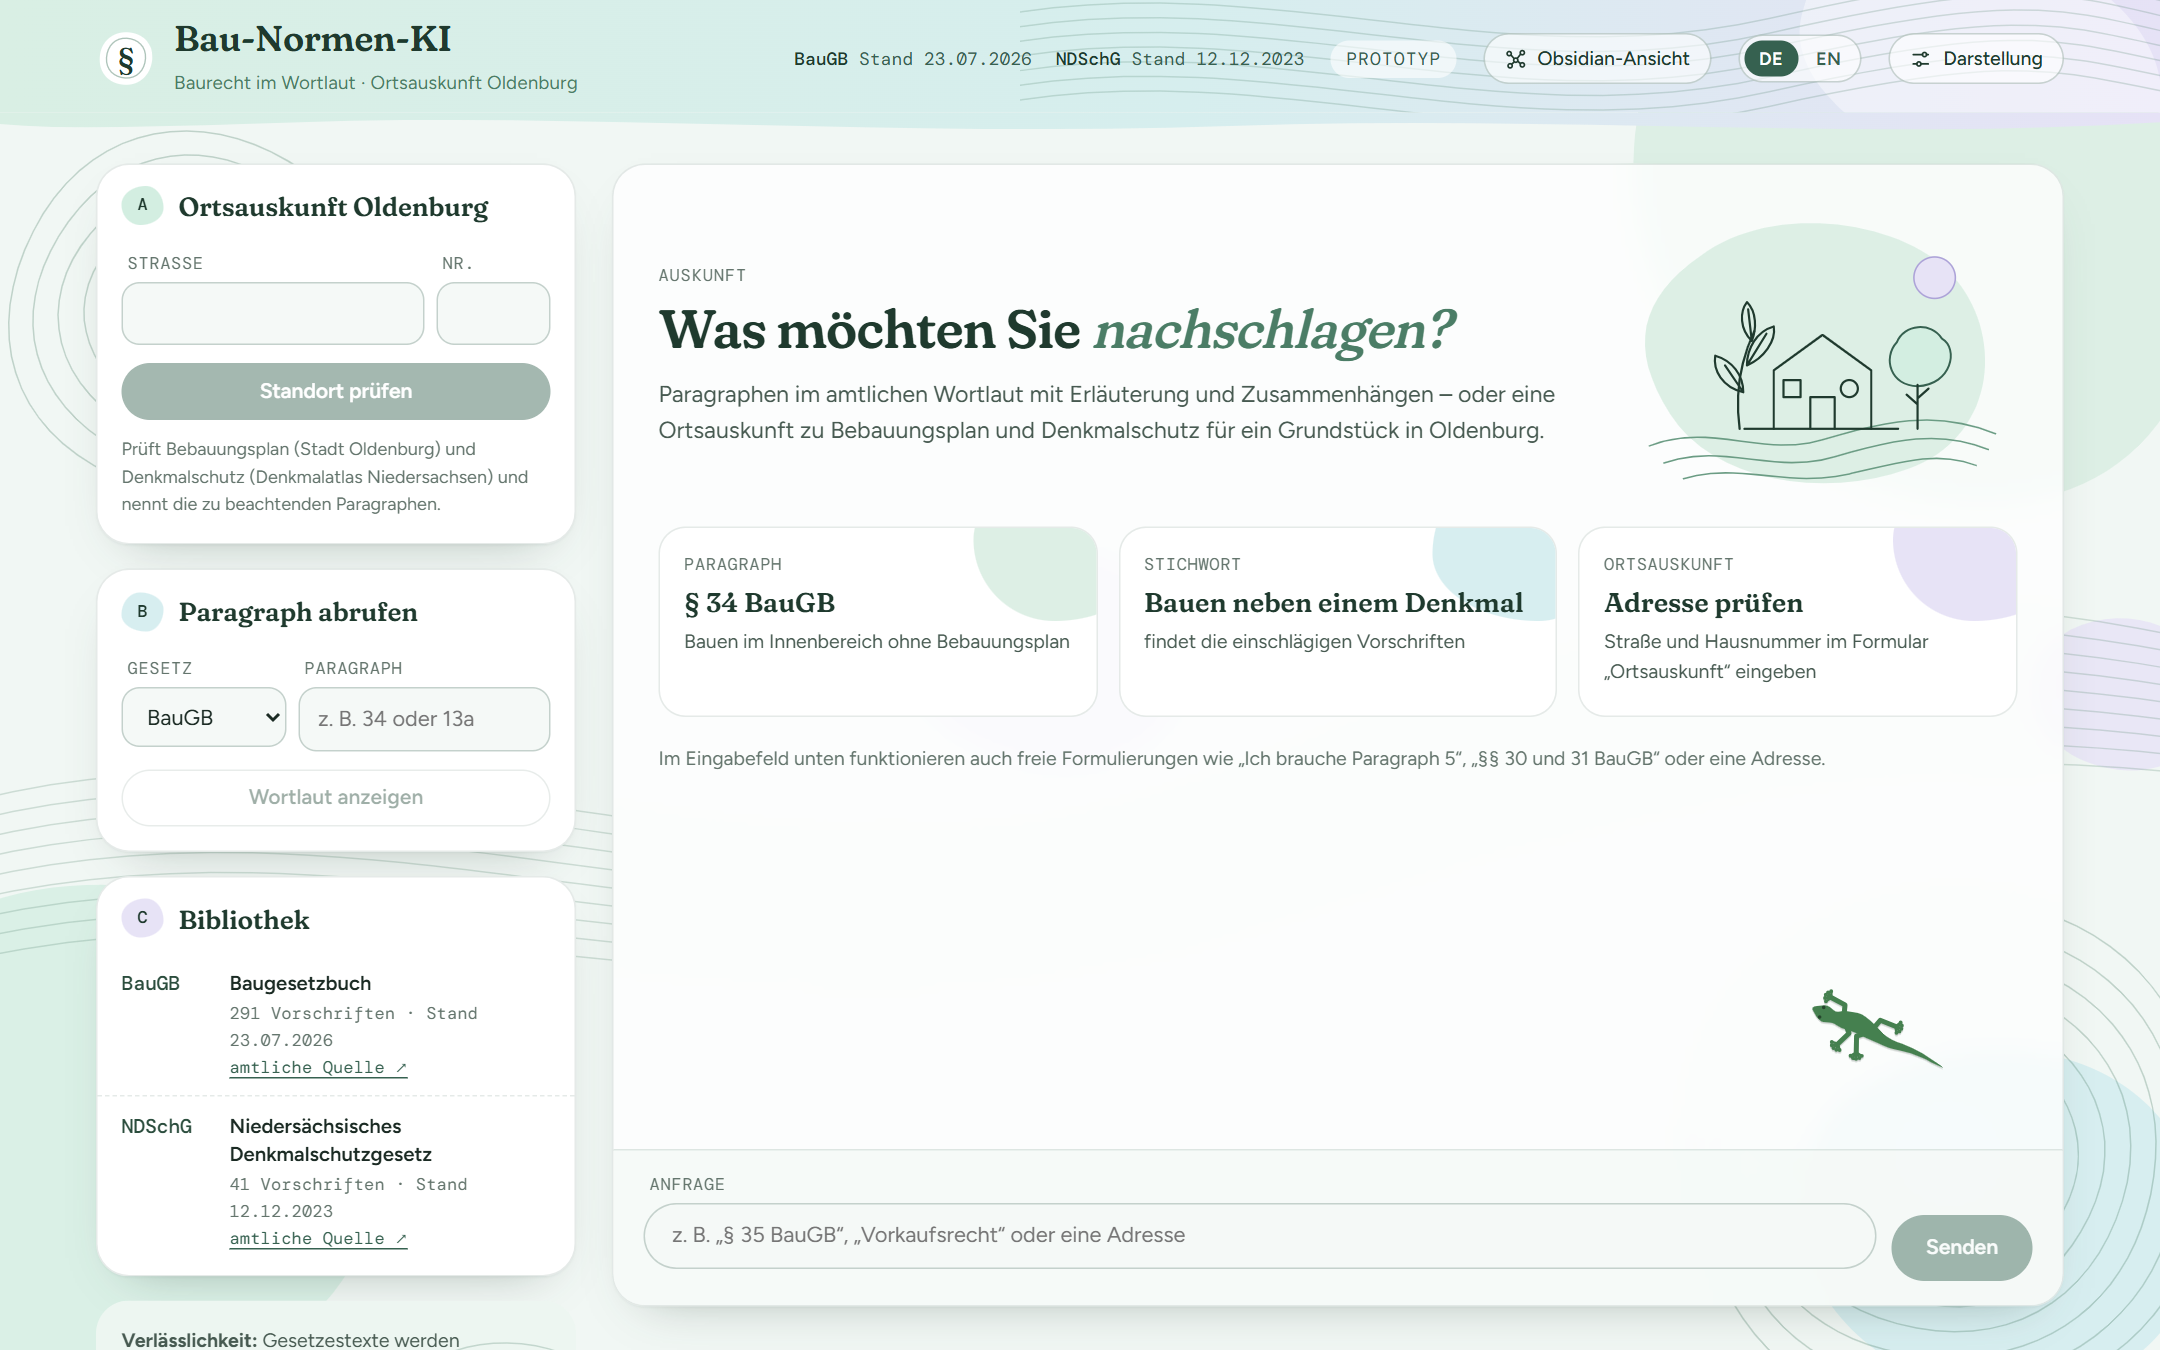 §
Bau-Normen-KI
Baurecht im Wortlaut · Ortsauskunft Oldenburg
BauGB Stand 23.07.2026 NDSchG Stand 12.12.2023
PROTOTYP
Obsidian-Ansicht
DE EN
Darstellung
A Ortsauskunft Oldenburg
STRASSE NR.
Standort prüfen
Prüft Bebauungsplan (Stadt Oldenburg) und
Denkmalschutz (Denkmalatlas Niedersachsen) und
nennt die zu beachtenden Paragraphen.
B Paragraph abrufen
GESETZ PARAGRAPH
BauGB z. B. 34 oder 13a
Wortlaut anzeigen
C Bibliothek
BauGB Baugesetzbuch
291 Vorschriften · Stand
23.07.2026
amtliche Quelle ↗
NDSchG Niedersächsisches
Denkmalschutzgesetz
41 Vorschriften · Stand
12.12.2023
amtliche Quelle ↗
Verlässlichkeit: Gesetzestexte werden
AUSKUNFT
Was möchten Sie nachschlagen?
Paragraphen im amtlichen Wortlaut mit Erläuterung und Zusammenhängen – oder eine
Ortsauskunft zu Bebauungsplan und Denkmalschutz für ein Grundstück in Oldenburg.
PARAGRAPH
§ 34 BauGB
Bauen im Innenbereich ohne Bebauungsplan
STICHWORT
Bauen neben einem Denkmal
findet die einschlägigen Vorschriften
ORTSAUSKUNFT
Adresse prüfen
Straße und Hausnummer im Formular
„Ortsauskunft“ eingeben
Im Eingabefeld unten funktionieren auch freie Formulierungen wie „Ich brauche Paragraph 5“, „§§ 30 und 31 BauGB“ oder eine Adresse.
ANFRAGE
z. B. „§ 35 BauGB“, „Vorkaufsrecht“ oder eine Adresse
Senden